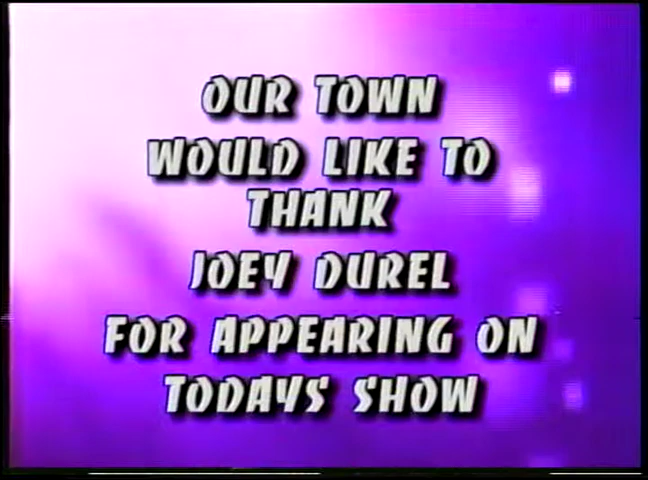 OUR TOWN
WOULD LIKE TO
THANK
JOEY DUREL
FOR APPEARING ON
TODAYS SHOW